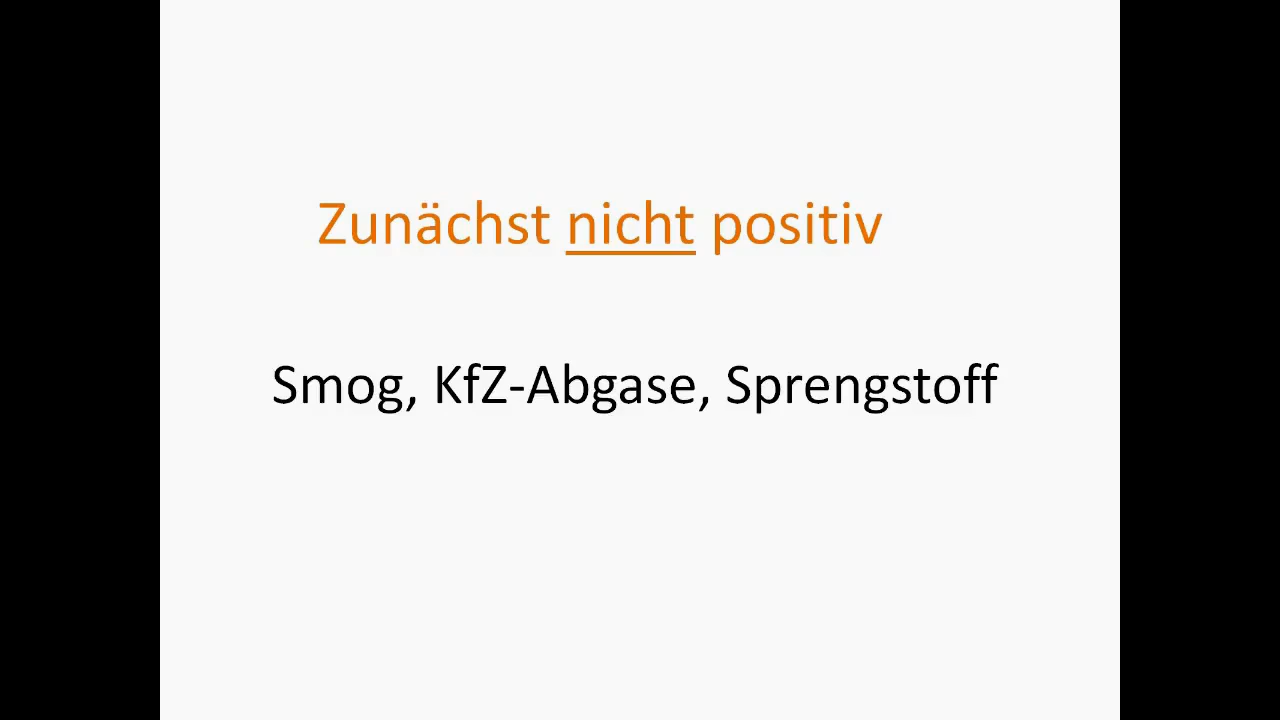 Zunächst nicht positiv
Smog, KfZ-Abgase, Sprengstoff